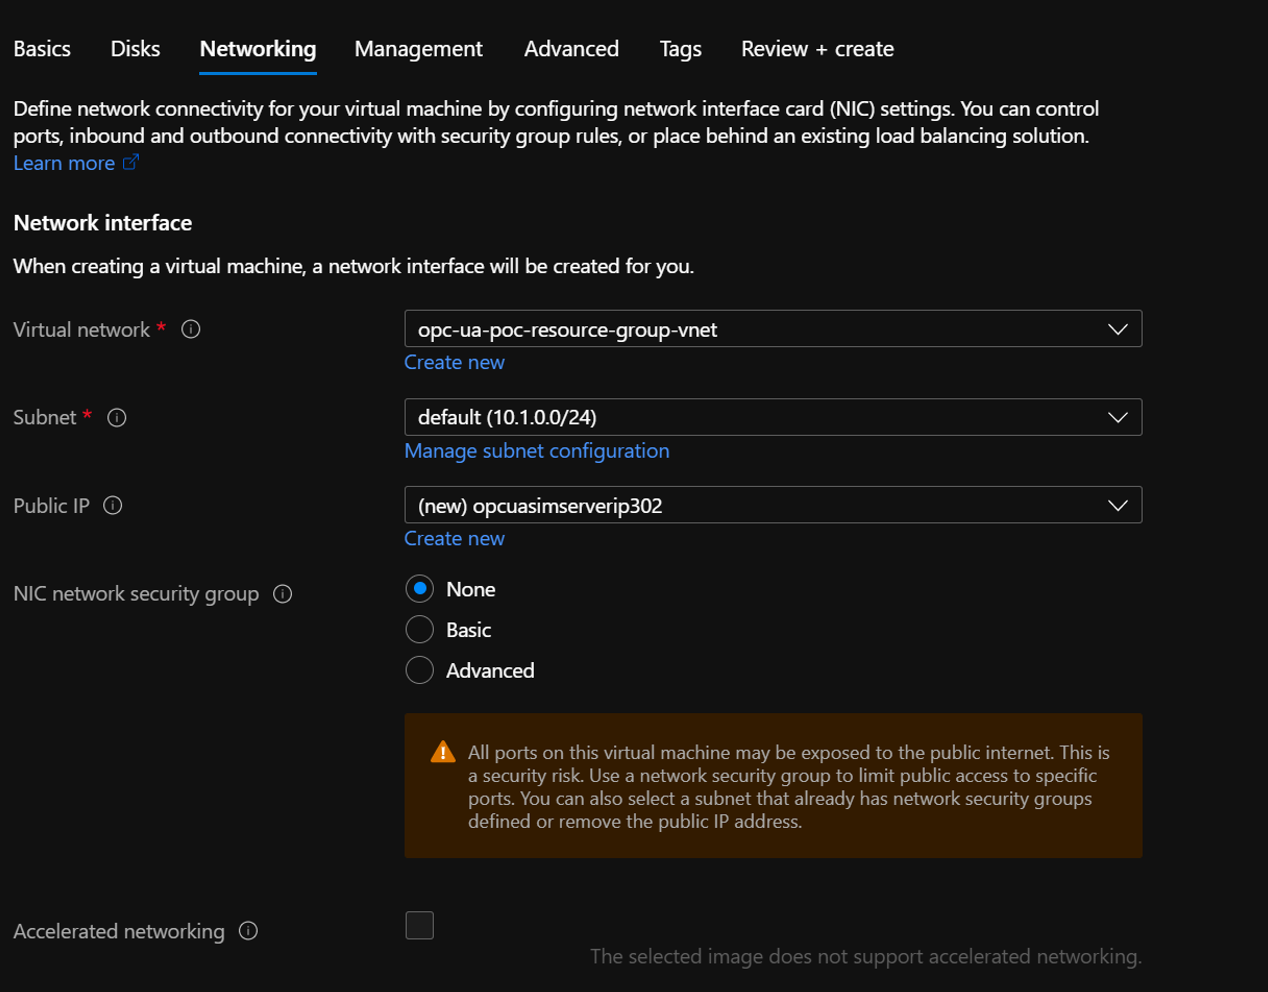 Basics Disks Networking Management Advanced Tags Review + create
Define network connectivity for your virtual machine by configuring network interface card (NIC) settings. You can control
ports, inbound and outbound connectivity with security group rules, or place behind an existing load balancing solution.
Learn more
Network interface
When creating a virtual machine, a network interface will be created for you.
Virtual network *
opc-ua-poc-resource-group-vnet
Create new
Subnet *
default (10.1.0.0/24)
Manage subnet configuration
Public IP
(new) opcuasimserverip302
Create new
NIC network security group
None
Basic
Advanced
All ports on this virtual machine may be exposed to the public internet. This is
a security risk. Use a network security group to limit public access to specific
ports. You can also select a subnet that already has network security groups
defined or remove the public IP address.
Accelerated networking
The selected image does not support accelerated networking.